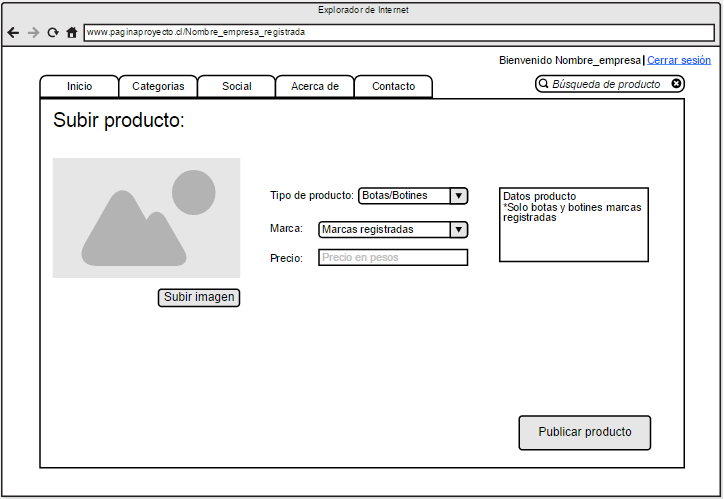 Explorador de Internet
www.paginaproyecto.cl/Nombre_empresa_registrada
Bienvenido Nombre_empresa | Cerrar sesión
Inicio
Categorias
Social
Acerca de
Contacto
Búsqueda de producto
Subir producto:
Tipo de producto:
Botas/Botines
Marca:
Marcas registradas
Precio:
Precio en pesos
Datos producto
*Solo botas y botines marcas
registradas
Subir imagen
Publicar producto